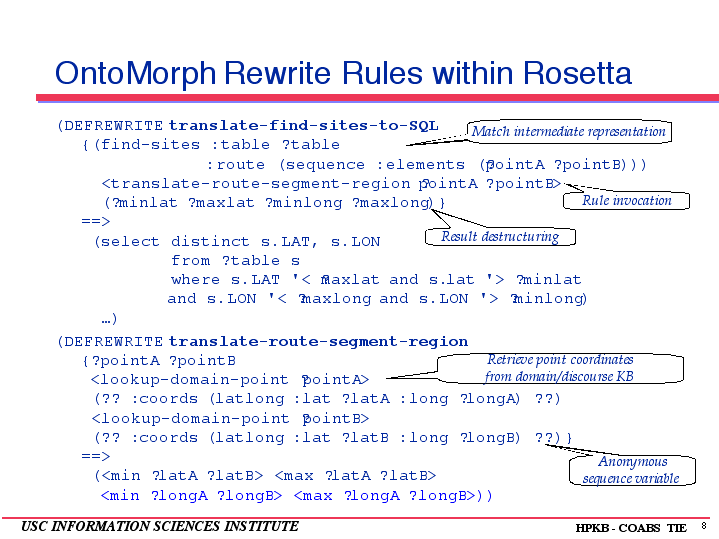 OntoMorph Rewrite Rules within Rosetta
(DEFREWRITE translate-find-sites-to-SQL
Match intermediate representation
{(find-sites :table ?table
:route (sequence :elements (?pointA ?pointB)))
<translate-route-segment-region ?pointA ?pointB>
Rule invocation
(?minlat ?maxlat ?minlong ?maxlong)}
==>
Result destructuring
(select distinct s.LAT, s.LON
from ?table s
where s.LAT '< ?maxlat and s.lat '> ?minlat
and s.LON '< ?maxlong and s.LON '> ?minlong)
…)
(DEFREWRITE translate-route-segment-region
{?pointA ?pointB
Retrieve point coordinates
from domain/discourse KB
<lookup-domain-point ?pointA>
(?? :coords (latlong :lat ?latA :long ?longA) ??)
<lookup-domain-point ?pointB>
(?? :coords (latlong :lat ?latB :long ?longB) ??)}
==>
Anonymous
sequence variable
(<min ?latA ?latB> <max ?latA ?latB>
<min ?longA ?longB> <max ?longA ?longB>))
USC INFORMATION SCIENCES INSTITUTE
HPKB - COABS TIE
8